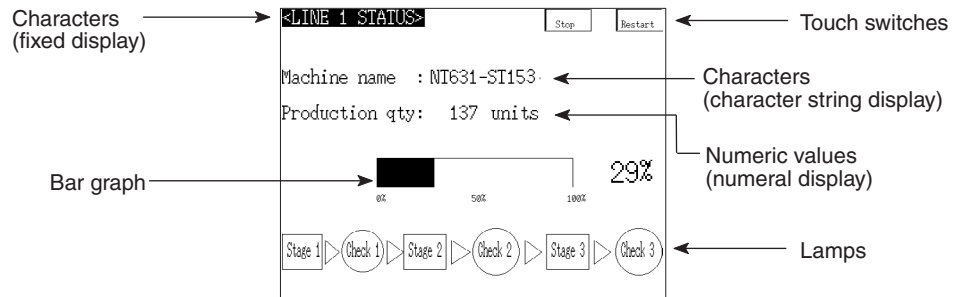 Characters
(fixed display)
<LINE 1 STATUS>
Stop
Restart
Touch switches
Machine name : NT631-ST153
Characters
(character string display)
Production qty: 137 units
Numeric values
(numeral display)
Bar graph
29%
0% 50% 100%
Stage 1 Check 1 Stage 2 Check 2 Stage 3 Check 3
Lamps